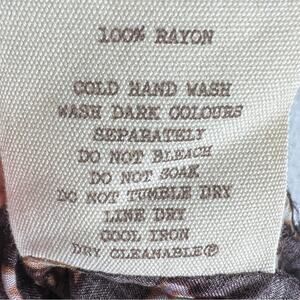 100% RAYON
COLD HAND WASH
WASH DARK COLOURS
SEPARATELY
DO NOT BLEACH
DO NOT SOAK
DO NOT TUMBLE DRY
LINE DRY
COOL IRON
DRY CLEANABLE Ⓟ